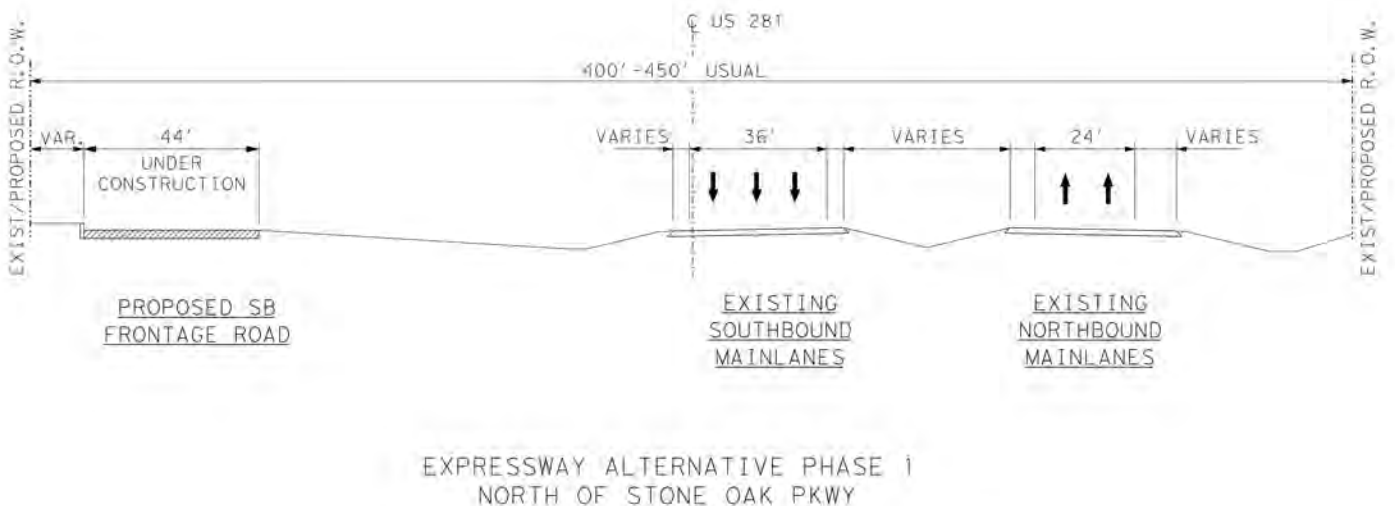 ℄ US 281
400'-450' USUAL
EXIST/PROPOSED R.O.W.
EXIST/PROPOSED R.O.W.
VAR.
44'
VARIES
36'
VARIES
24'
VARIES
UNDER
CONSTRUCTION
PROPOSED SB
FRONTAGE ROAD
EXISTING
SOUTHBOUND
MAINLANES
EXISTING
NORTHBOUND
MAINLANES
EXPRESSWAY ALTERNATIVE PHASE 1
NORTH OF STONE OAK PKWY